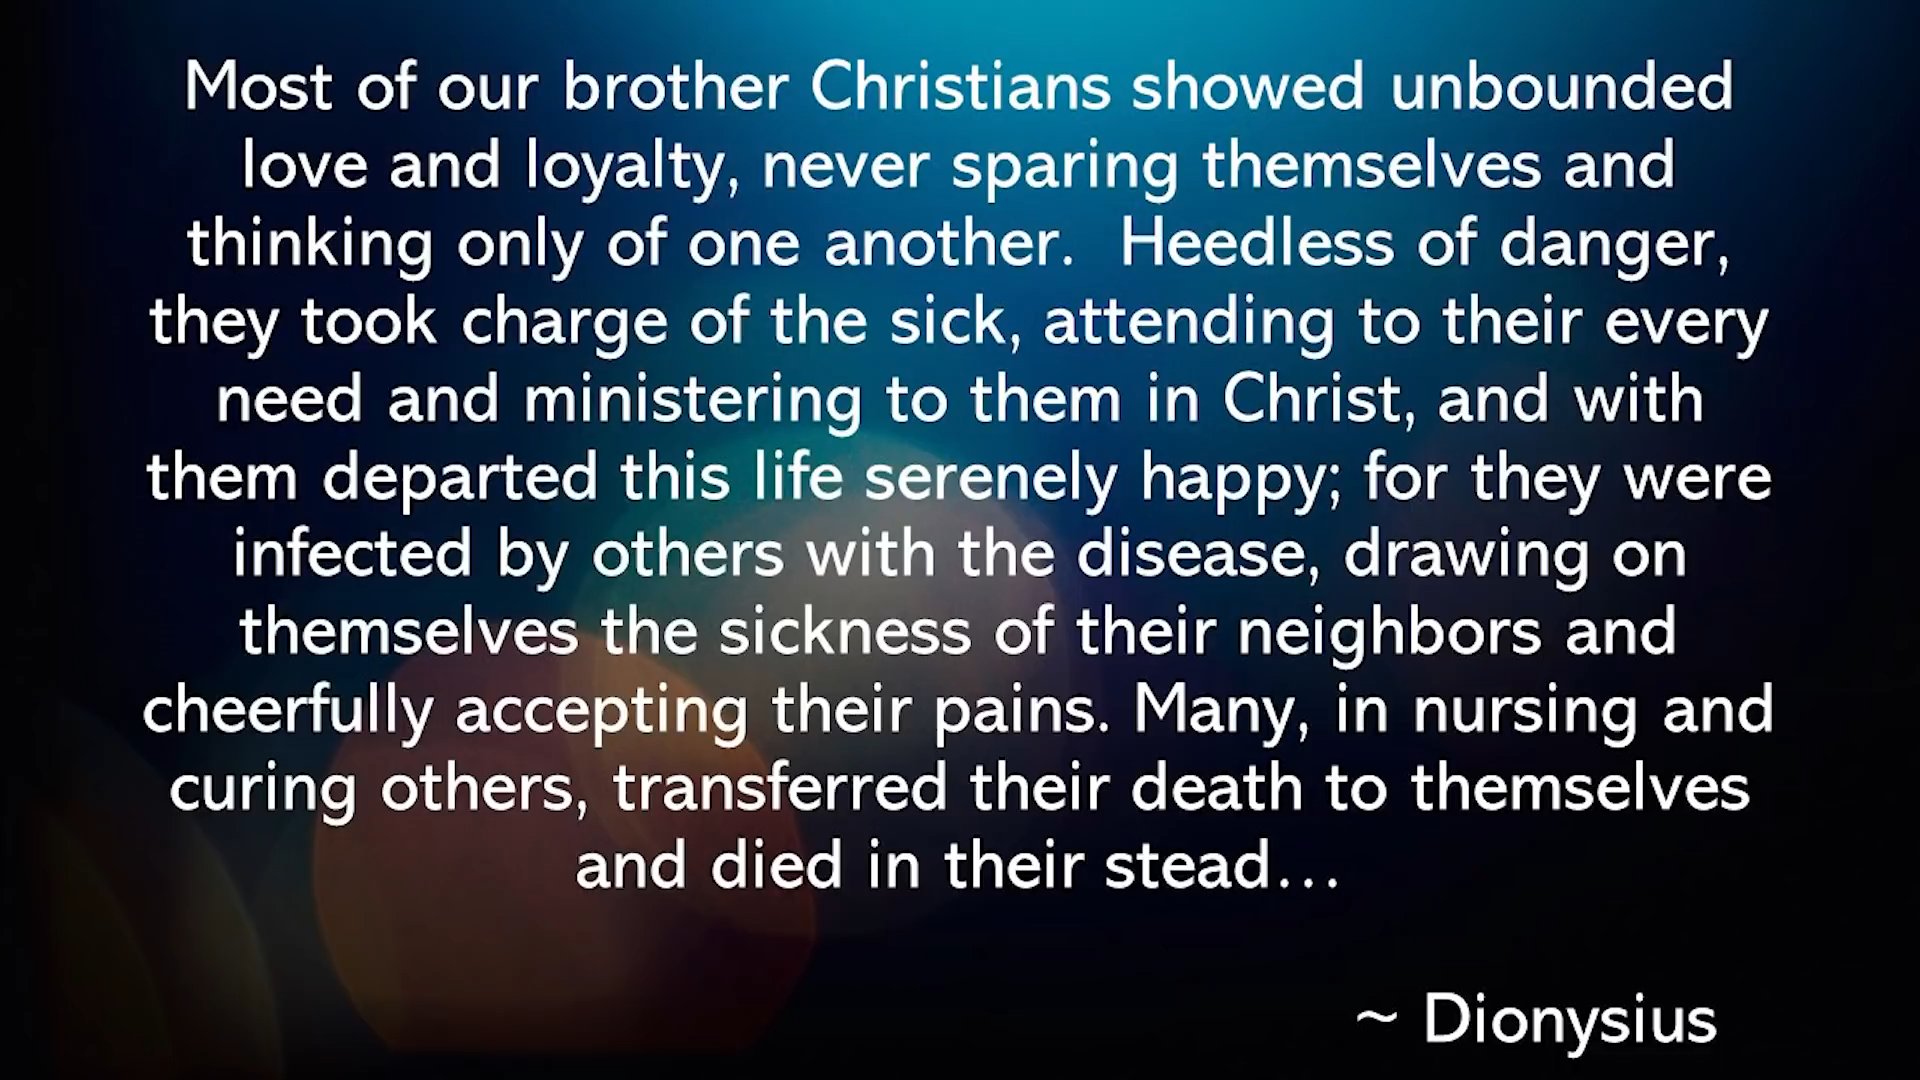 Most of our brother Christians showed unbounded
love and loyalty, never sparing themselves and
thinking only of one another.  Heedless of danger,
they took charge of the sick, attending to their every
need and ministering to them in Christ, and with
them departed this life serenely happy; for they were
infected by others with the disease, drawing on
themselves the sickness of their neighbors and
cheerfully accepting their pains. Many, in nursing and
curing others, transferred their death to themselves
and died in their stead…
~ Dionysius